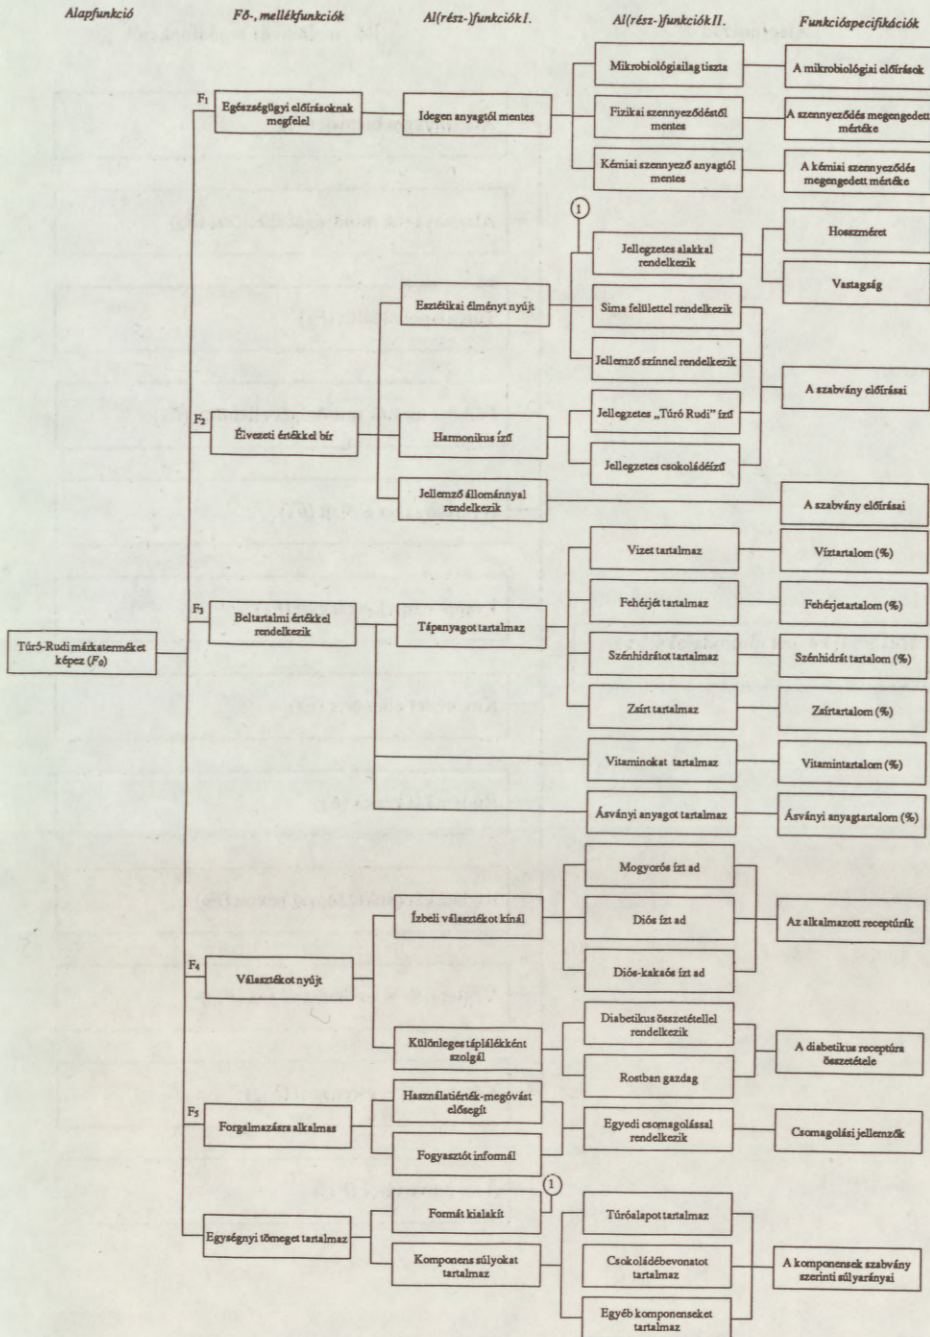 Alapfunkció
Fő-, mellékfunkciók
Al(rész-)funkciók I.
Al(rész-)funkciók II.
Funkcióspecifikációk
Túró-Rudi márkaterméket
képez (F₀)
F₁
Egészségügyi előírásoknak
megfelel
Idegen anyagtól mentes
Mikrobiológiailag tiszta
A mikrobiológiai előírások
Fizikai szennyeződéstől
mentes
A szennyeződés megengedett
mértéke
Kémiai szennyező anyagtól
mentes
A kémiai szennyeződés
megengedett mértéke
F₂
Élvezeti értékkel bír
Esztétikai élményt nyújt
1
Jellegzetes alakkal
rendelkezik
Hosszméret
Vastagság
Sima felülettel rendelkezik
Jellemző színnel rendelkezik
A szabvány előírásai
Harmonikus ízű
Jellegzetes „Túró Rudi” ízű
Jellegzetes csokoládéízű
Jellemző állománnyal
rendelkezik
A szabvány előírásai
F₃
Beltartalmi értékkel
rendelkezik
Tápanyagot tartalmaz
Vizet tartalmaz
Víztartalom (%)
Fehérjét tartalmaz
Fehérjetartalom (%)
Szénhidrátot tartalmaz
Szénhidrát tartalom (%)
Zsírt tartalmaz
Zsírtartalom (%)
Vitaminokat tartalmaz
Vitamintartalom (%)
Ásványi anyagot tartalmaz
Ásványi anyagtartalom (%)
F₄
Választékot nyújt
Ízbeli választékot kínál
Mogyorós ízt ad
Diós ízt ad
Diós-kakaós ízt ad
Az alkalmazott receptúrák
Különleges táplálékként
szolgál
Diabetikus összetétellel
rendelkezik
Rostban gazdag
A diabetikus receptúra
összetétele
F₅
Forgalmazásra alkalmas
Használatiérték-megóvást
elősegít
Fogyasztót informál
Egyedi csomagolással
rendelkezik
Csomagolási jellemzők
Egységnyi tömeget tartalmaz
Formát kialakít
1
Komponens súlyokat
tartalmaz
Túróalapot tartalmaz
Csokoládébevonatot
tartalmaz
Egyéb komponenseket
tartalmaz
A komponensek szabvány
szerinti súlyarányai